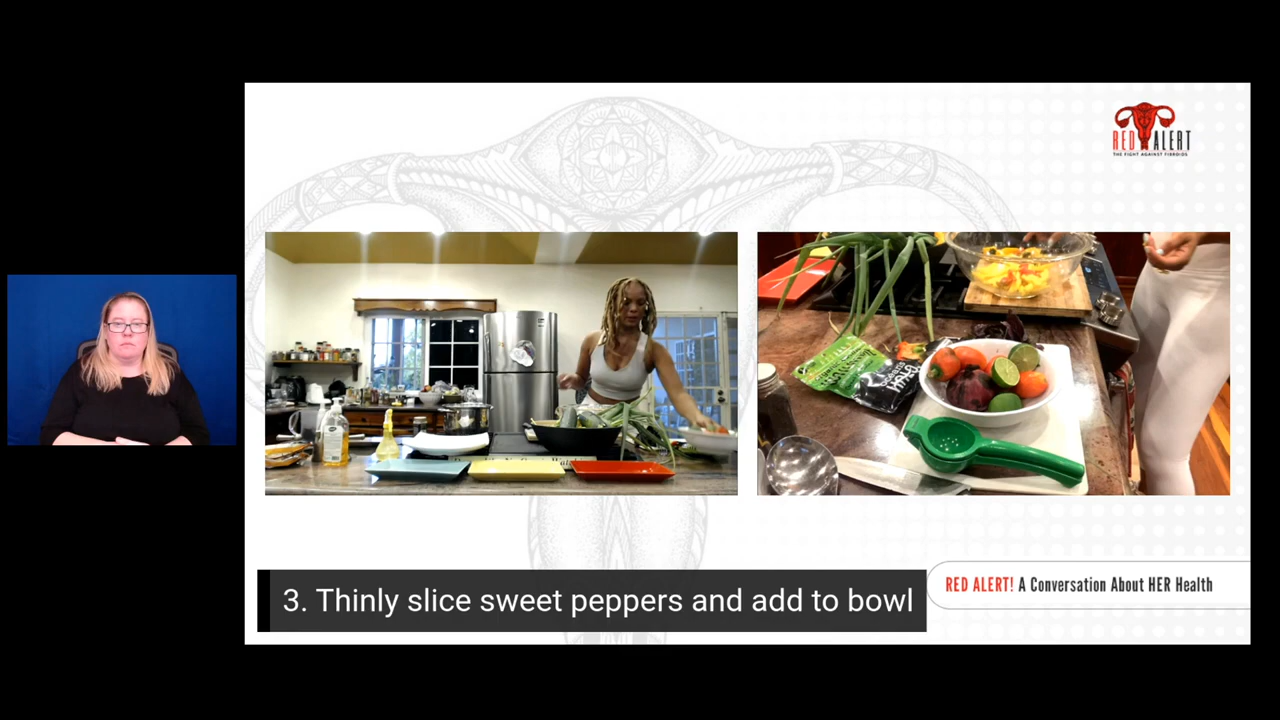 RED ALERT
THE FIGHT AGAINST FIBROIDS
3. Thinly slice sweet peppers and add to bowl
RED ALERT! A Conversation About HER Health